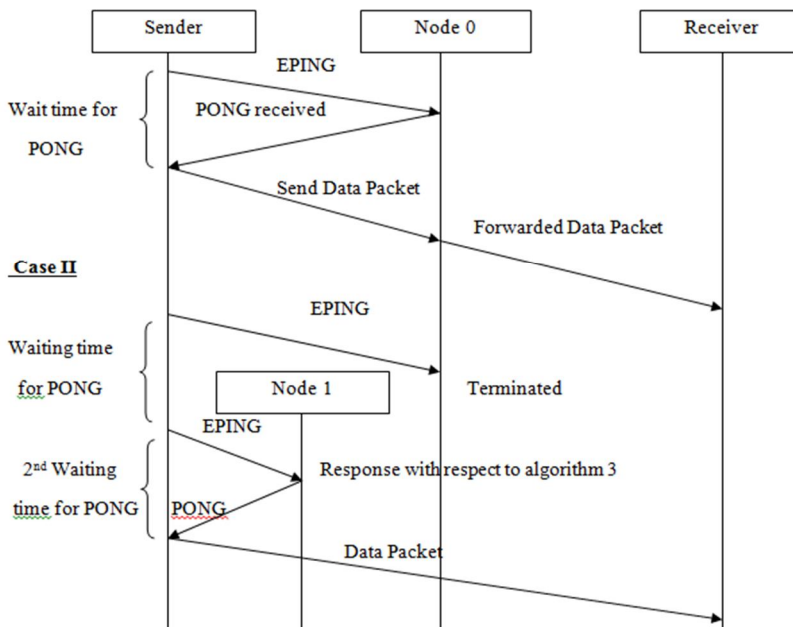 Sender
Node 0
Receiver
EPING
Wait time for
PONG
PONG received
Send Data Packet
Forwarded Data Packet
Case II
EPING
Waiting time
for PONG
Node 1
Terminated
EPING
2nd Waiting
time for PONG
Response with respect to algorithm 3
PONG
Data Packet